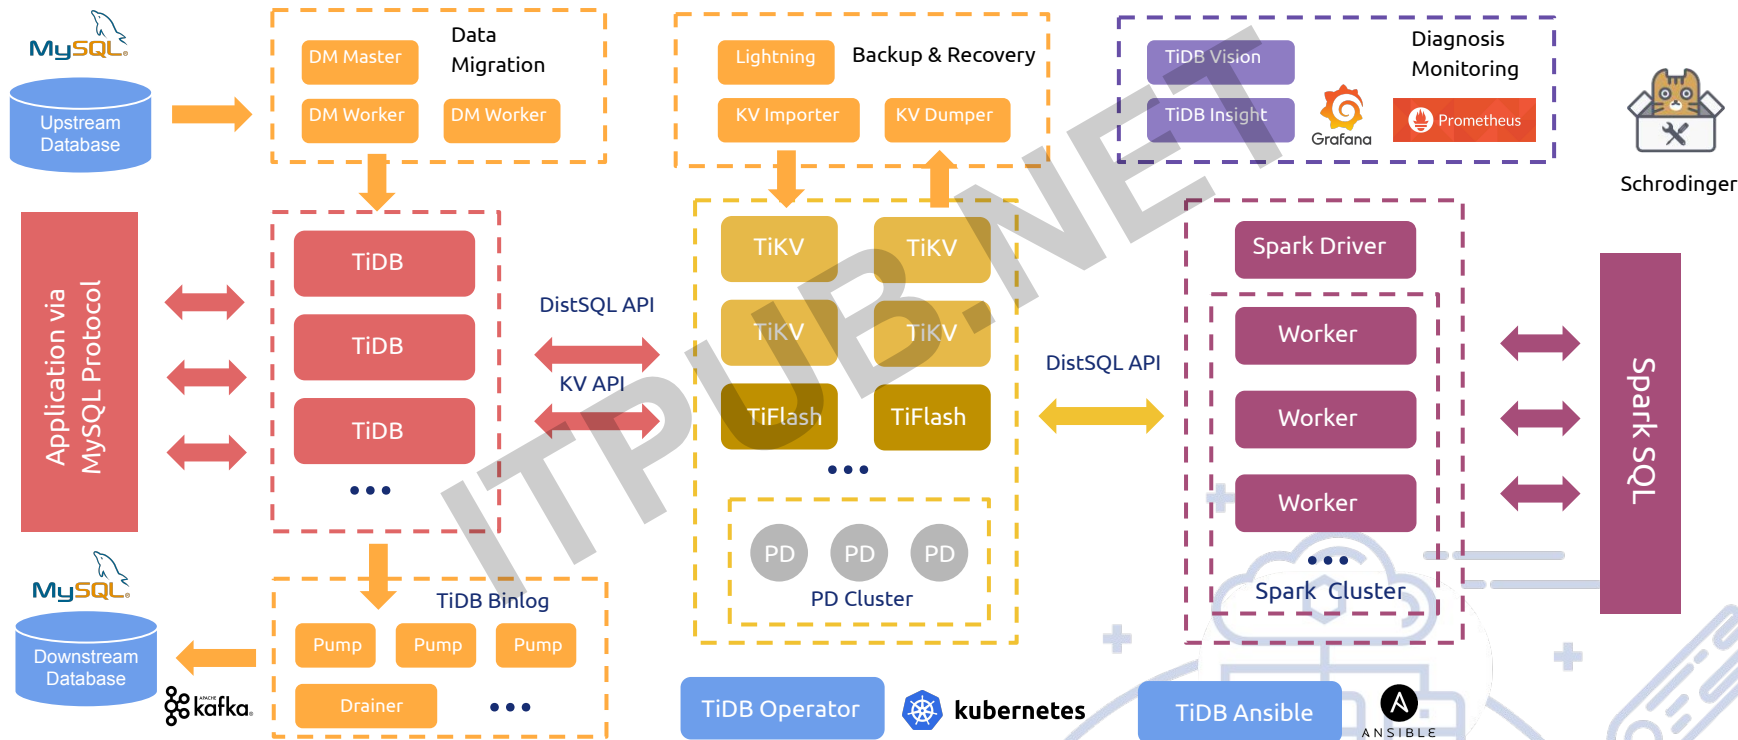 MySQL®
Upstream
Database
DM Master
Data
Migration
DM Worker
DM Worker
Lightning
Backup & Recovery
KV Importer
KV Dumper
TiDB Vision
Diagnosis
Monitoring
TiDB Insight
Grafana
Prometheus
Schrodinger
Application via
MySQL Protocol
TiDB
TiDB
TiDB
DistSQL API
KV API
TiKV
TiKV
TiKV
TiKV
TiFlash
TiFlash
PD
PD
PD
PD Cluster
DistSQL API
Spark Driver
Worker
Worker
Worker
Spark Cluster
Spark SQL
MySQL®
Downstream
Database
APACHE
kafka®
TiDB Binlog
Pump
Pump
Pump
Drainer
TiDB Operator
kubernetes
TiDB Ansible
A
ANSIBLE
ITPUB.NET